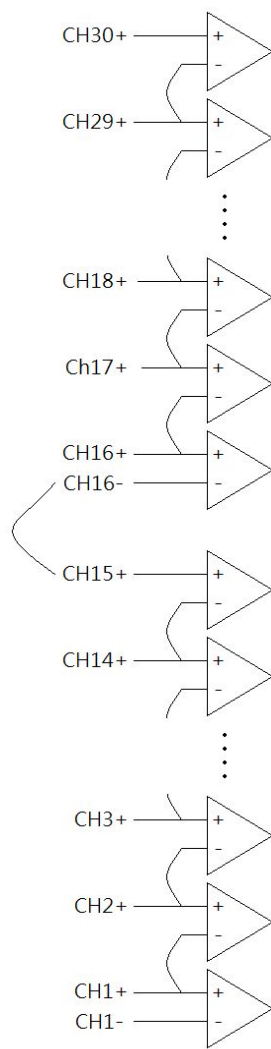 CH30+ +
-
CH29+ +
-
CH18+ +
-
Ch17+ +
-
CH16+ +
CH16- -
CH15+ +
-
CH14+ +
-
CH3+ +
-
CH2+ +
-
CH1+ +
CH1- -